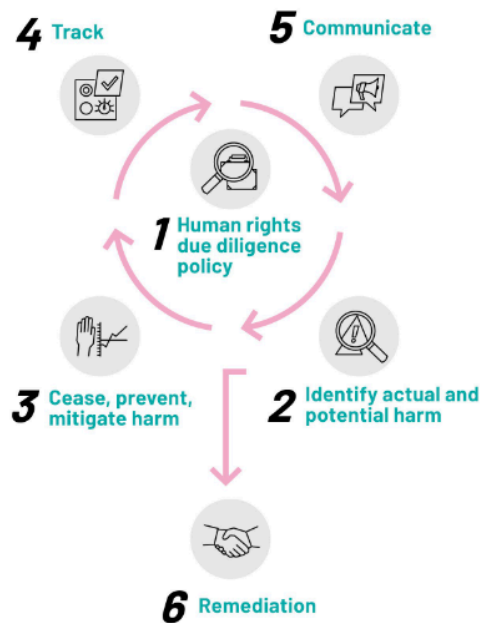 4 Track
5 Communicate
1 Human rights
due diligence
policy
3 Cease, prevent,
mitigate harm
2 Identify actual and
potential harm
6 Remediation